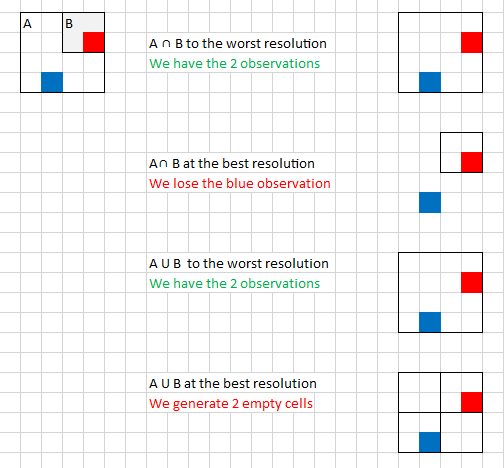 A B
A ∩ B to the worst resolution
We have the 2 observations
A∩ B at the best resolution
We lose the blue observation
A U B to the worst resolution
We have the 2 observations
A U B at the best resolution
We generate 2 empty cells